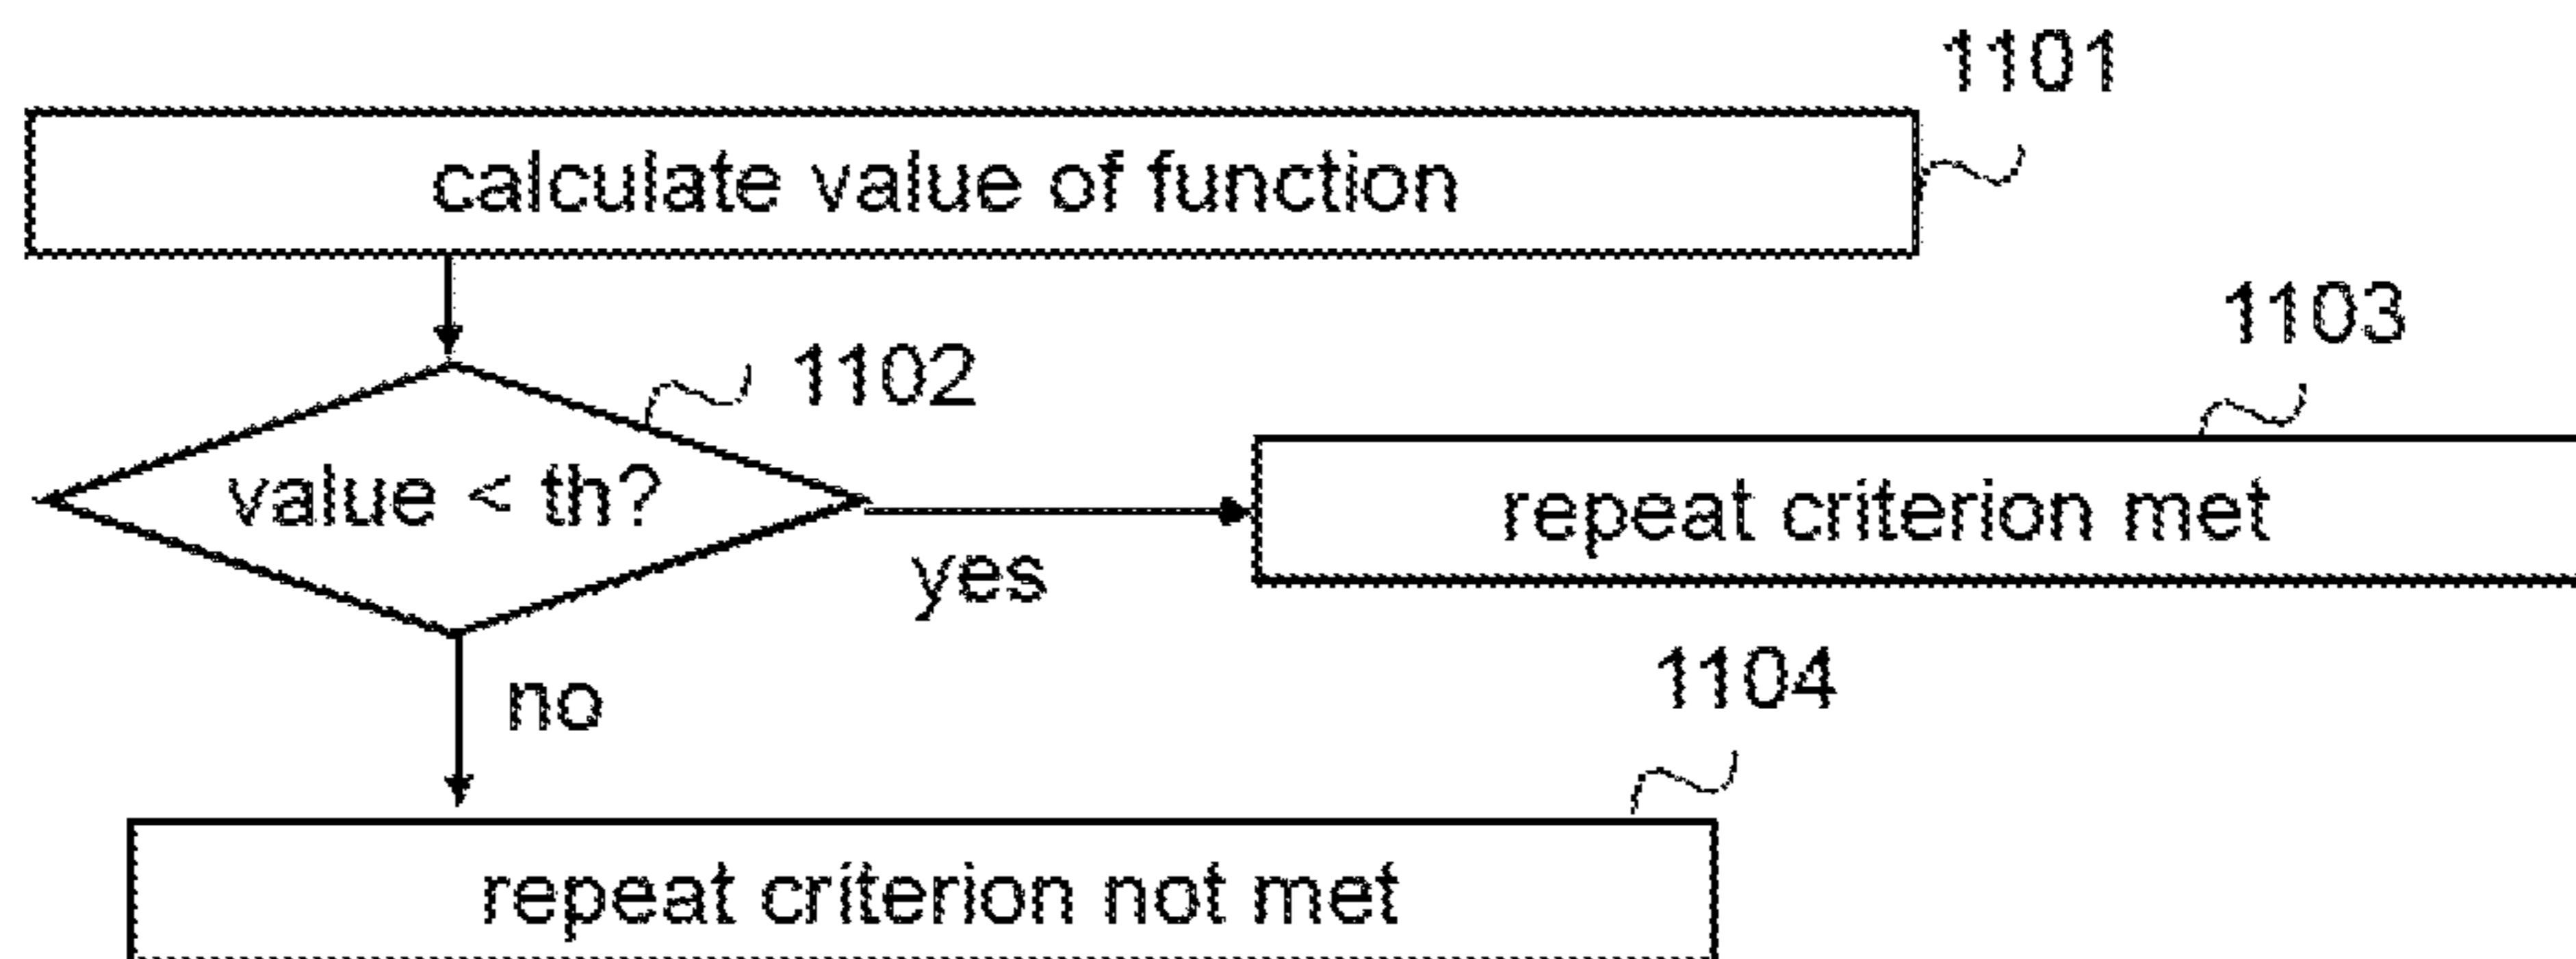 1101
calculate value of function
1103
1102
value < th?
repeat criterion met
yes
1104
no
repeat criterion not met